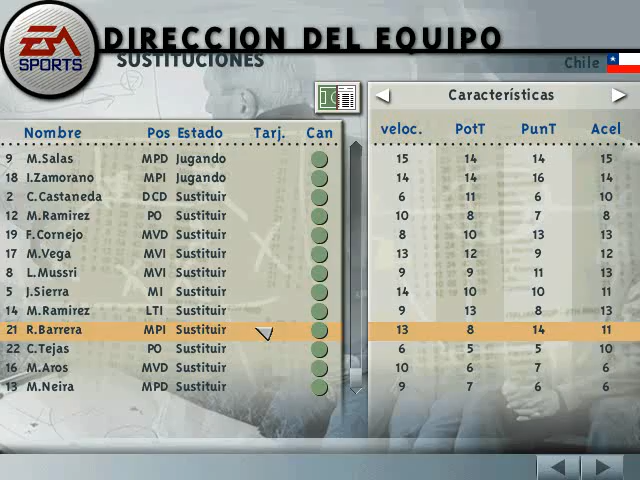 EA
SPORTS
DIRECCION DEL EQUIPO
SUSTITUCIONES
Chile
Características
Nombre Pos Estado Tarj. Can veloc. PotT PunT Acel
9 M.Salas MPD Jugando 15 14 14 15
18 I.Zamorano MPI Jugando 14 14 16 14
2 C.Castaneda DCD Sustituir 6 11 6 10
12 M.Ramirez PO Sustituir 10 8 7 8
19 F.Cornejo MVD Sustituir 8 10 13 13
17 M.Vega MVI Sustituir 13 12 9 12
8 L.Mussri MVI Sustituir 9 9 11 13
5 J.Sierra MI Sustituir 14 10 10 11
14 M.Ramirez LTI Sustituir 9 13 8 13
21 R.Barrera MPI Sustituir 13 8 14 11
22 C.Tejas PO Sustituir 6 5 5 10
16 M.Aros MVD Sustituir 10 6 7 6
13 M.Neira MPD Sustituir 9 7 6 6